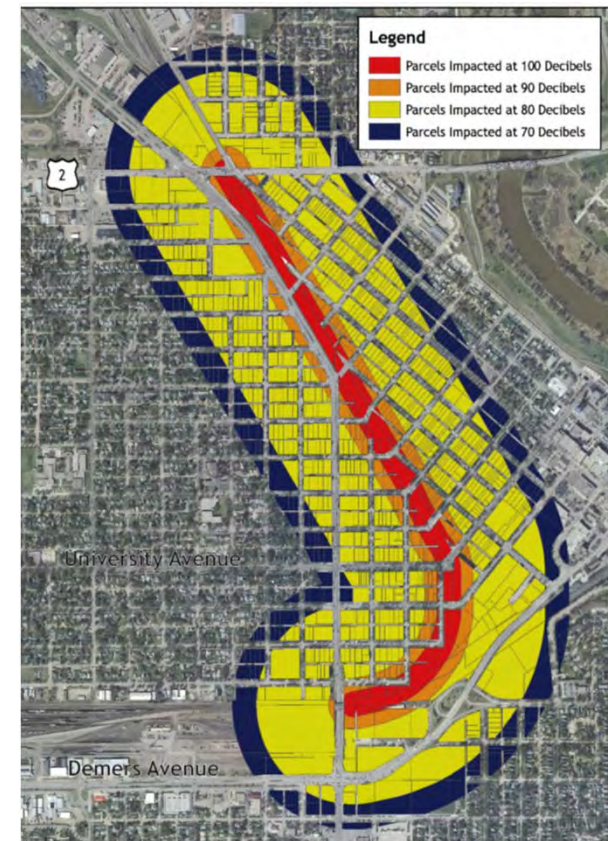 Legend
Parcels Impacted at 100 Decibels
Parcels Impacted at 90 Decibels
Parcels Impacted at 80 Decibels
Parcels Impacted at 70 Decibels
2
University Avenue
Demers Avenue